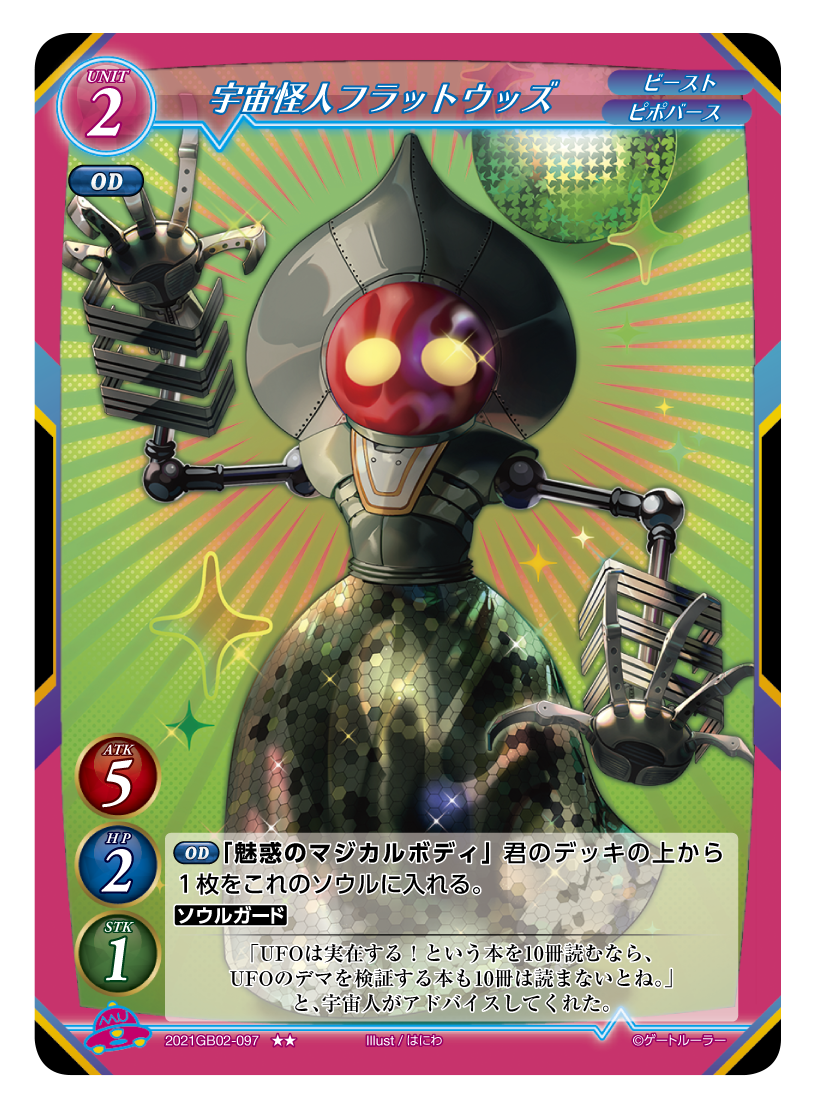 UNIT
2
宇宙怪人フラットウッズ
ビースト
ピポバース
OD
ATK
5
HP
2
STK
1
OD「魅惑のマジカルボディ」君のデッキの上から
1枚をこれのソウルに入れる。
ソウルガード
「UFOは実在する！という本を10冊読むなら、
UFOのデマを検証する本も10冊は読まないとね。」
と、宇宙人がアドバイスしてくれた。
MU
2021GB02-097 ★★ Illust / はにわ ©ゲートルーラー